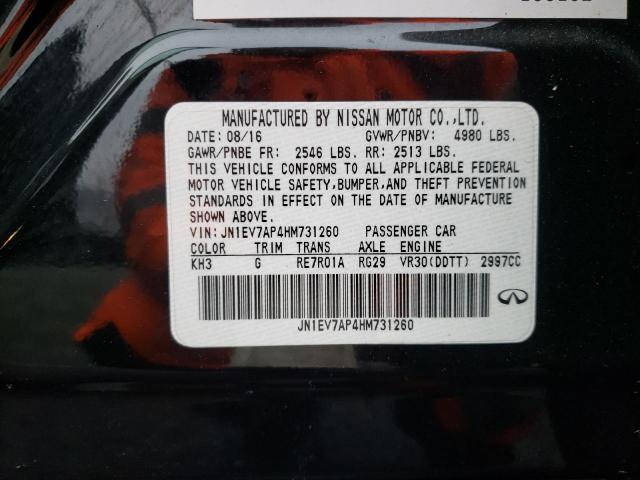 MANUFACTURED BY NISSAN MOTOR CO.,LTD.
DATE: 08/16 GVWR/PNBV: 4980 LBS.
GAWR/PNBE FR: 2546 LBS. RR: 2513 LBS.
THIS VEHICLE CONFORMS TO ALL APPLICABLE FEDERAL
MOTOR VEHICLE SAFETY,BUMPER,AND THEFT PREVENTION
STANDARDS IN EFFECT ON THE DATE OF MANUFACTURE
SHOWN ABOVE.
VIN: JN1EV7AP4HM731260 PASSENGER CAR
COLOR TRIM TRANS AXLE ENGINE
KH3 G RE7R01A RG29 VR30(DDTT) 2997CC
JN1EV7AP4HM731260